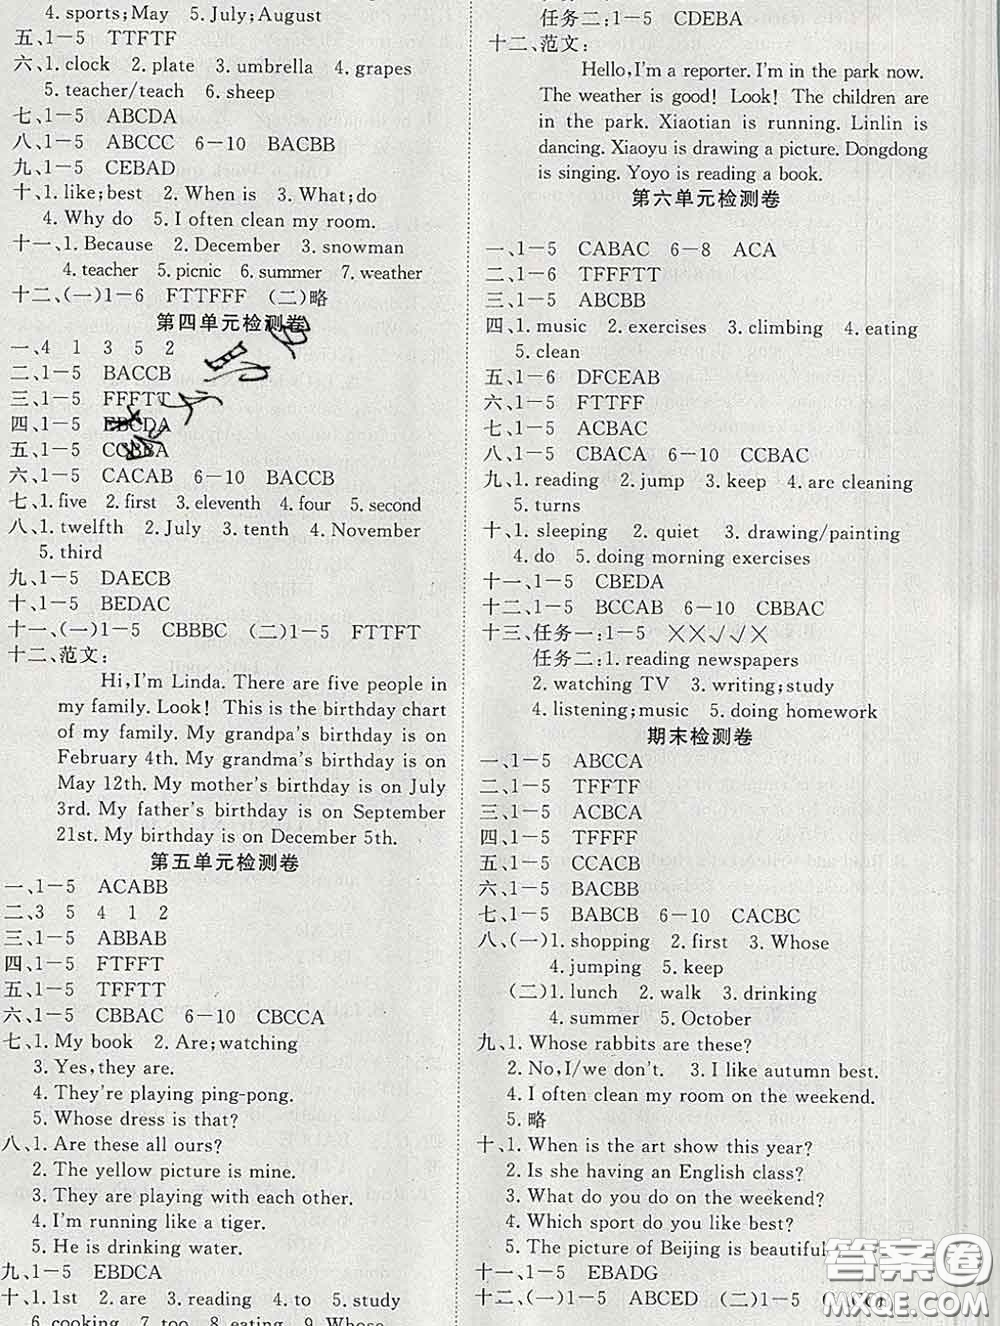 4. sports;May　5. July;August
五、1－5　TTFTF
六、1. clock　2. plate　3. umbrella　4. grapes
5. teacher/teach　6. sheep
七、1－5　ABCDA
八、1－5　ABCCC　6－10　BACBB
九、1－5　CEBAD
十、1. like;best　2. When is　3. What;do
4. Why do　5. I often clean my room.
十一、1. Because　2. December　3. snowman
4. teacher　5. picnic　6. summer　7. weather
十二、(一)1－6　FTTFFF　(二)略
第四单元检测卷
一、4　1　3　5　2
二、1－5　BACCB
三、1－5　FFFTT
四、1－5　EBCDA
五、1－5　CCBBA
六、1－5　CACAB　6－10　BACCB
七、1. five　2. first　3. eleventh　4. four　5. second
八、1. twelfth　2. July　3. tenth　4. November
5. third
九、1－5　DAECB
十、1－5　BEDAC
十一、(一)1－5　CBBBC　(二)1－5　FTTFT
十二、范文：
Hi,I'm Linda. There are five people in
my family. Look! This is the birthday chart
of my family. My grandpa's birthday is on
February 4th. My grandma's birthday is on
May 12th. My mother's birthday is on July
3rd. My father's birthday is on September
21st. My birthday is on December 5th.
第五单元检测卷
一、1－5　ACABB
二、3　5　4　1　2
三、1－5　ABBAB
四、1－5　FTFFT
五、1－5　TFFTT
六、1－5　CBBAC　6－10　CBCCA
七、1. My book　2. Are;watching
3. Yes,they are.
4. They're playing ping-pong.
5. Whose dress is that?
八、1. Are these all ours?
2. The yellow picture is mine.
3. They are playing with each other.
4. I'm running like a tiger.
5. He is drinking water.
九、1－5　EBDCA
十、1. 1st　2. are　3. reading　4. to　5. study
6. cooking　7. too　8. eating　9. Whose
任务二:1－5　CDEBA
十二、范文：
Hello,I'm a reporter. I'm in the park now.
The weather is good! Look! The children are
in the park. Xiaotian is running. Linlin is
dancing. Xiaoyu is drawing a picture. Dongdong
is singing. Yoyo is reading a book.
第六单元检测卷
一、1－5　CABAC　6－8　ACA
二、1－6　TFFFTT
三、1－5　ABCBB
四、1. music　2. exercises　3. climbing　4. eating
5. clean
五、1－6　DFCEAB
六、1－5　FTTFF
七、1－5　ACBAC
八、1－5　CBACA　6－10　CCBAC
九、1. reading　2. jump　3. keep　4. are cleaning
5. turns
十、1. sleeping　2. quiet　3. drawing/painting
4. do　5. doing morning exercises
十一、1－5　CBEDA
十二、1－5　BCCAB　6－10　CBBAC
十三、任务一:1－5　××√√×
任务二:1. reading newspapers
2. watching TV　3. writing;study
4. listening;music　5. doing homework
期末检测卷
一、1－5　ABCCA
二、1－5　TFFTF
三、1－5　ACBCA
四、1－5　TFFFF
五、1－5　CCACB
六、1－5　BACBB
七、1－5　BABCB　6－10　CACBC
八、(一)1. shopping　2. first　3. Whose
4. jumping　5. keep
(二)1. lunch　2. walk　3. drinking
4. summer　5. October
九、1. Whose rabbits are these?
2. No,I/we don't.　3. I like autumn best.
4. I often clean my room on the weekend.
5. 略
十、1. When is the art show this year?
2. Is she having an English class?
3. What do you do on the weekend?
4. Which sport do you like best?
5. The picture of Beijing is beautiful.
十一、1－5　EBADG
十二、(一)1－5　ABCED　(二)1－5
答案圈
MXQE.COM